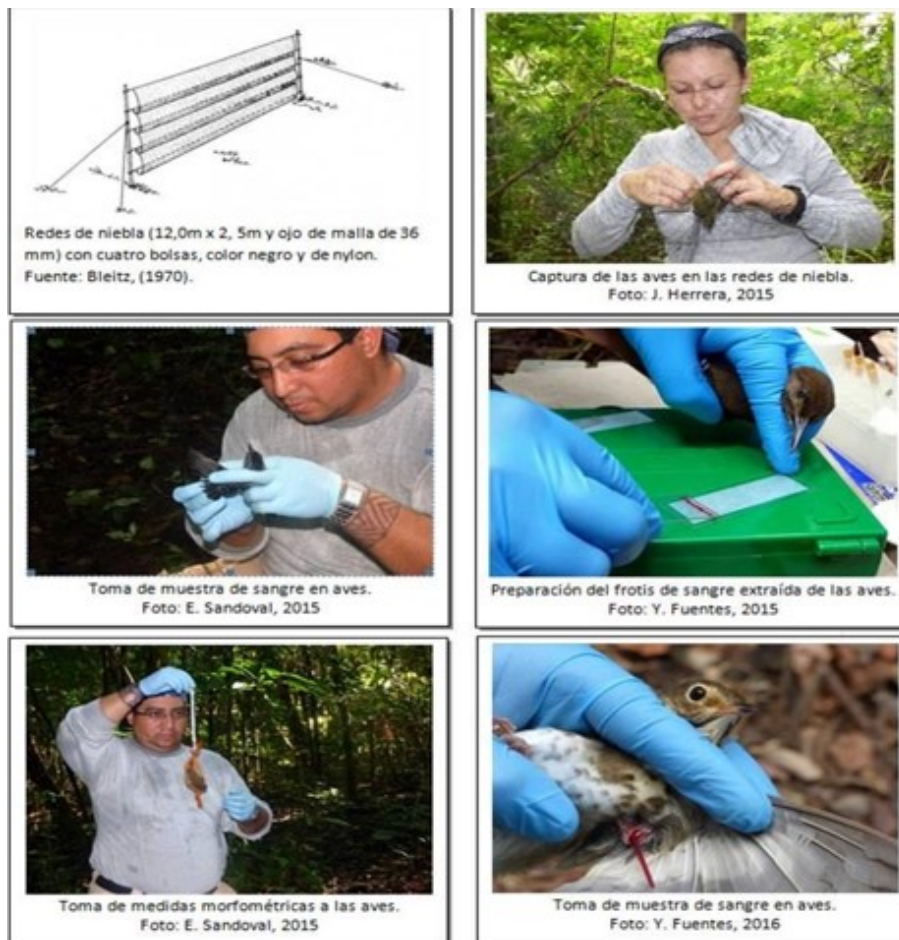 Redes de niebla (12,0m x 2, 5m y ojo de malla de 36
mm) con cuatro bolsas, color negro y de nylon.
Fuente: Bleitz, (1970).
Captura de las aves en las redes de niebla.
Foto: J. Herrera, 2015
Toma de muestra de sangre en aves.
Foto: E. Sandoval, 2015
Preparación del frotis de sangre extraída de las aves.
Foto: Y. Fuentes, 2015
Toma de medidas morfométricas a las aves.
Foto: E. Sandoval, 2015
Toma de muestra de sangre en aves.
Foto: Y. Fuentes, 2016